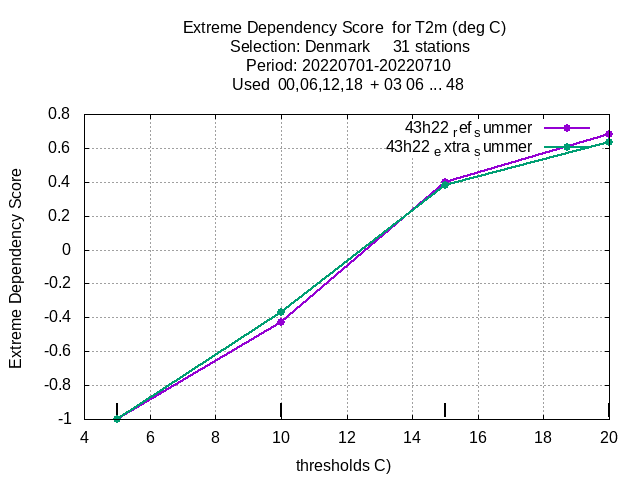 Extreme Dependency Score  for T2m (deg C)
Selection: Denmark     31 stations
Period: 20220701-20220710
Used  00,06,12,18  + 03 06 ... 48
43h22 ref summer
43h22 extra summer
Extreme Dependency Score
0.8
0.6
0.4
0.2
0
-0.2
-0.4
-0.6
-0.8
-1
4 6 8 10 12 14 16 18 20
thresholds C)